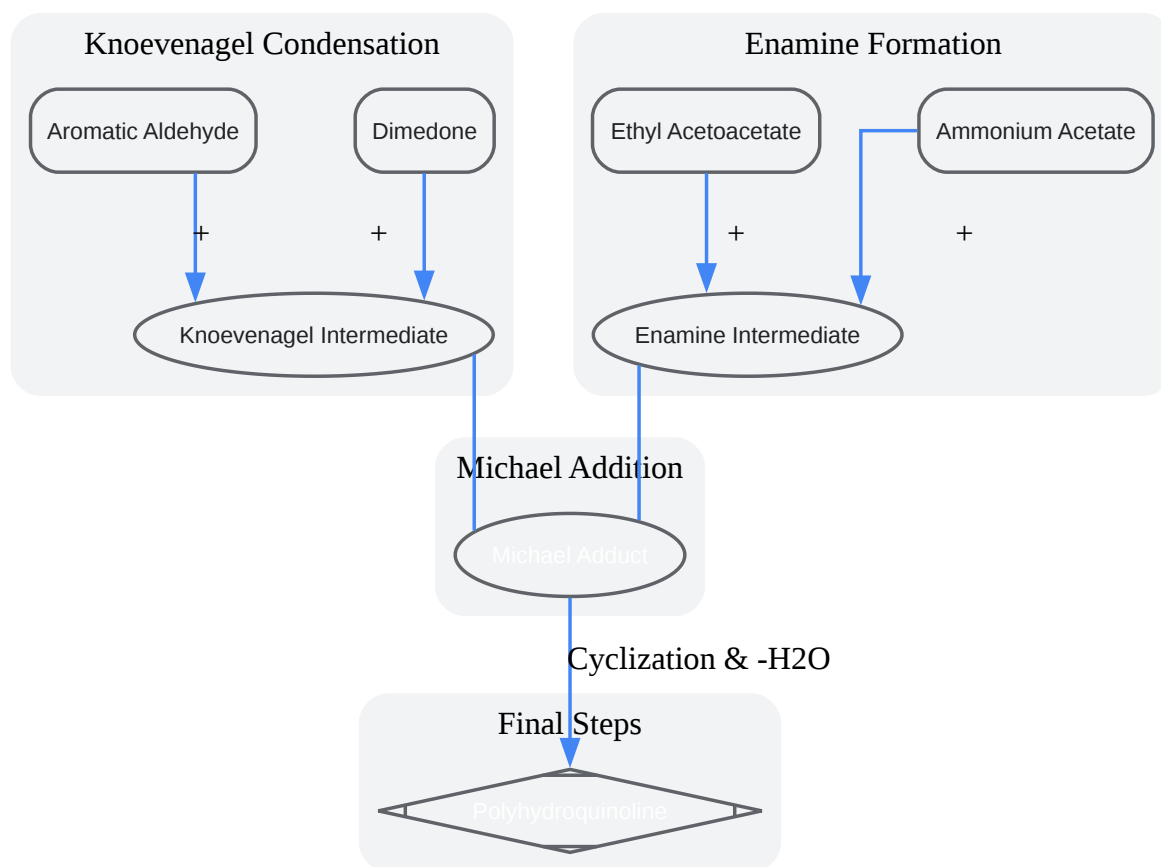 Knoevenagel Condensation
Enamine Formation
Aromatic Aldehyde
Dimedone
Ethyl Acetoacetate
Ammonium Acetate
+
+
+
+
Knoevenagel Intermediate
Enamine Intermediate
Michael Addition
Michael Adduct
Cyclization & -H2O
Final Steps
Polyhydroquinoline